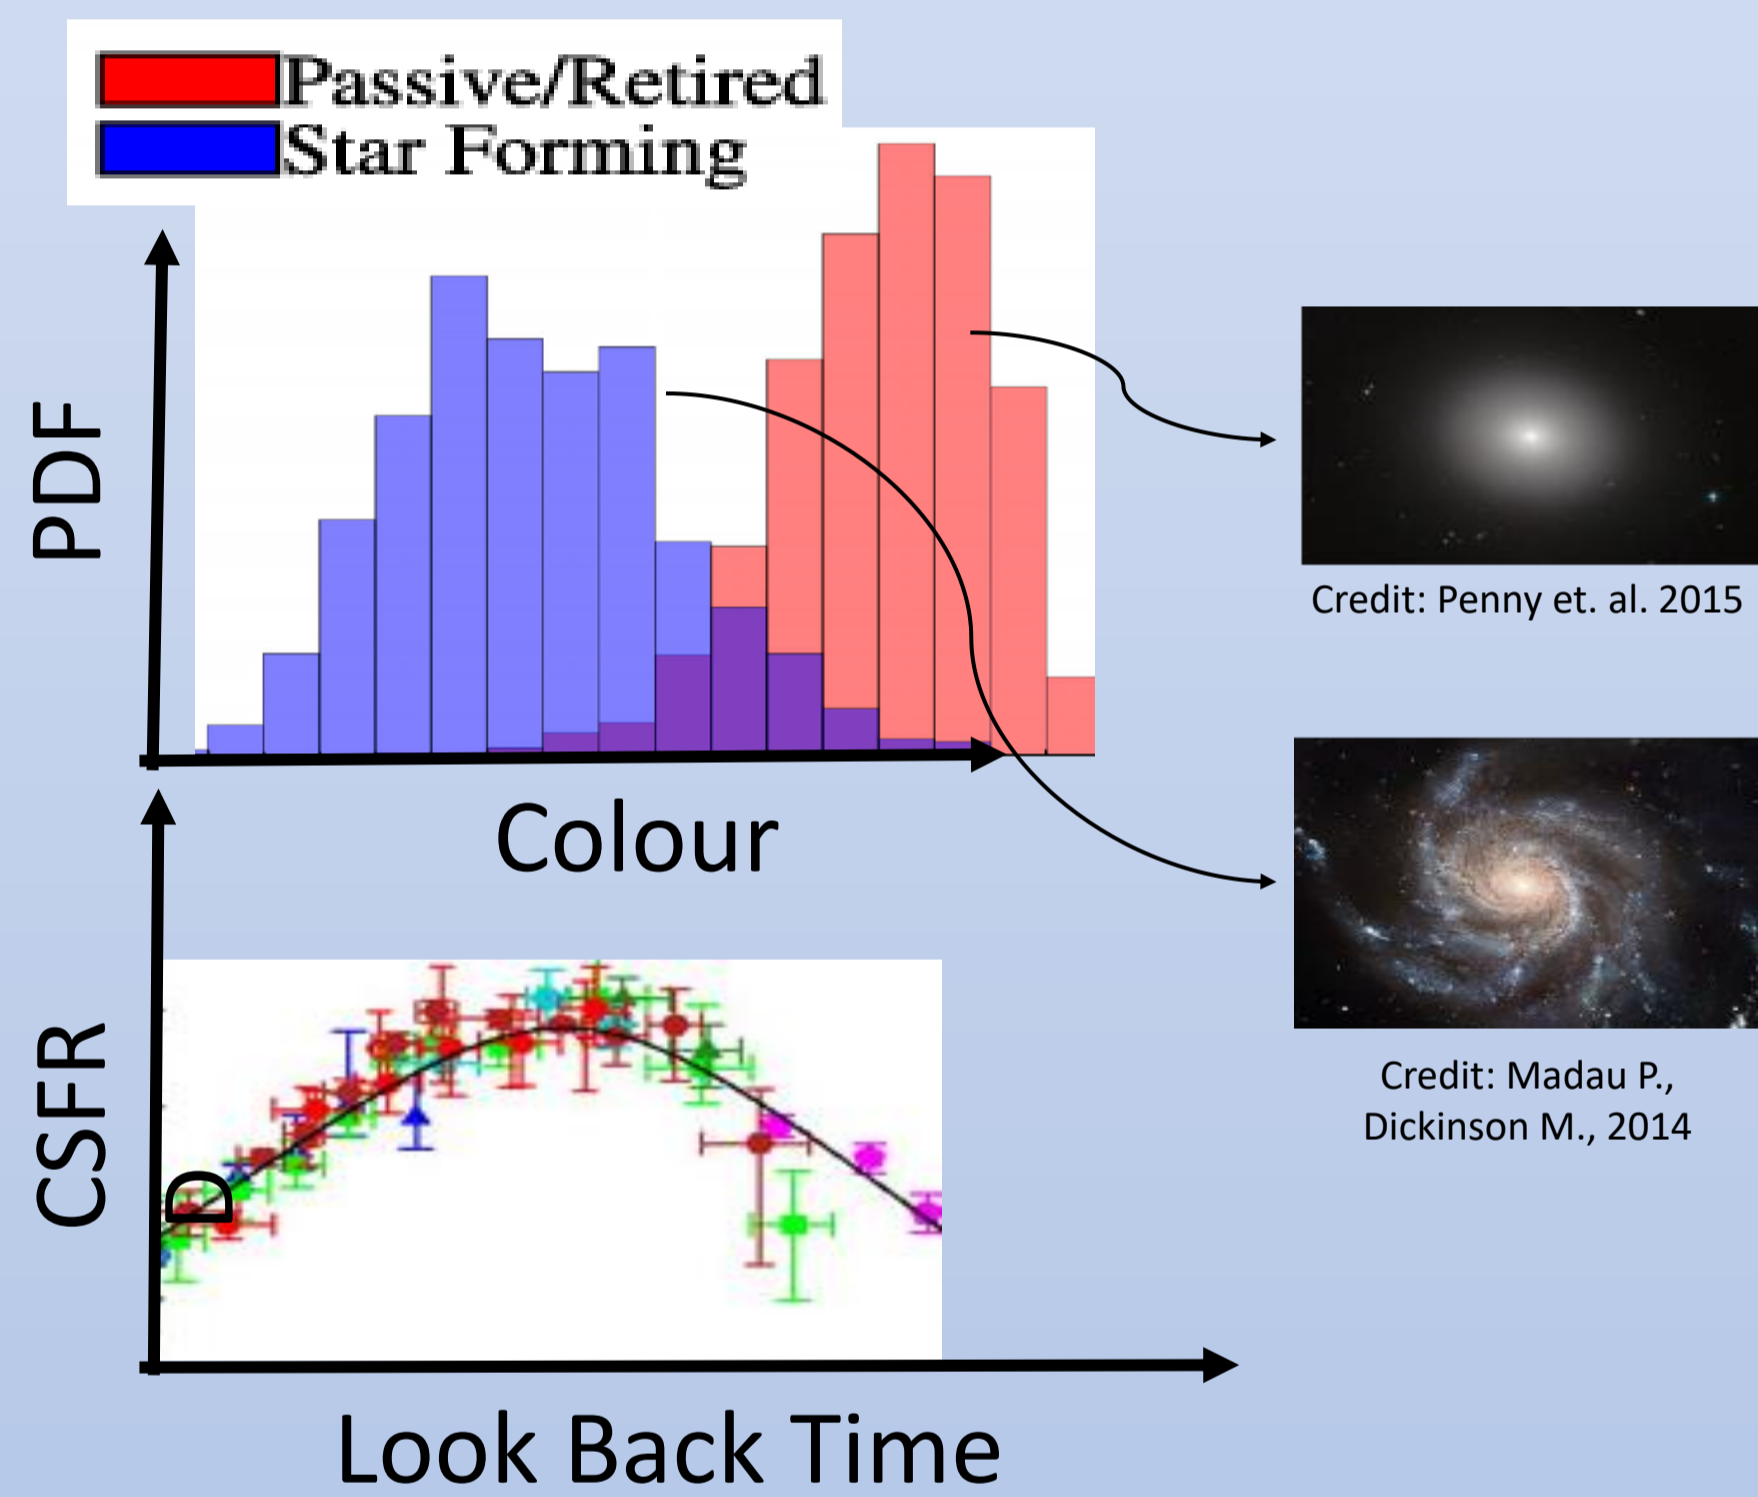 Passive/Retired
Star Forming
PDF
Colour
Credit: Penny et. al. 2015
Credit: Madau P.,
Dickinson M., 2014
CSFR
D
Look Back Time